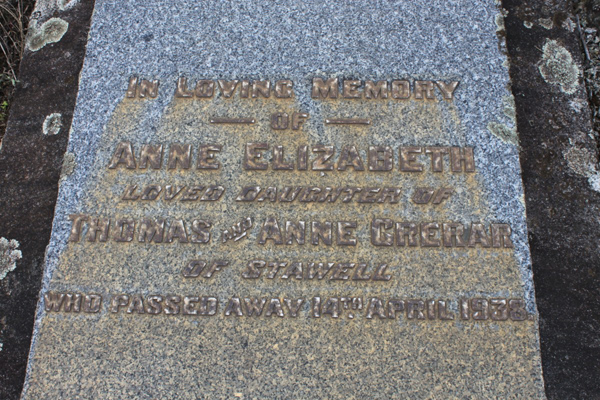 IN LOVING MEMORY
OF
ANNE ELIZABETH
LOVED DAUGHTER OF
THOMAS AND ANNE CRERAR
OF STAWELL
WHO PASSED AWAY 14TH APRIL